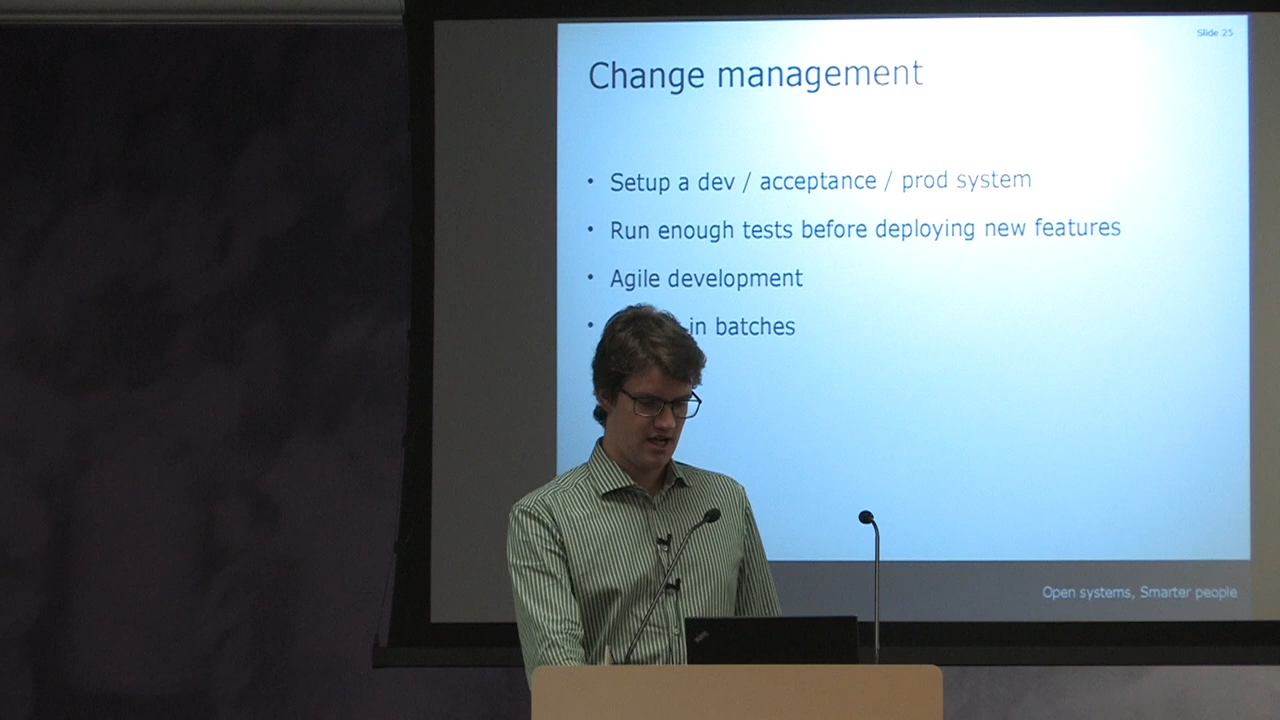 Slide 25
Change management
• Setup a dev / acceptance / prod system
• Run enough tests before deploying new features
• Agile development
• in batches
Open systems, Smarter people